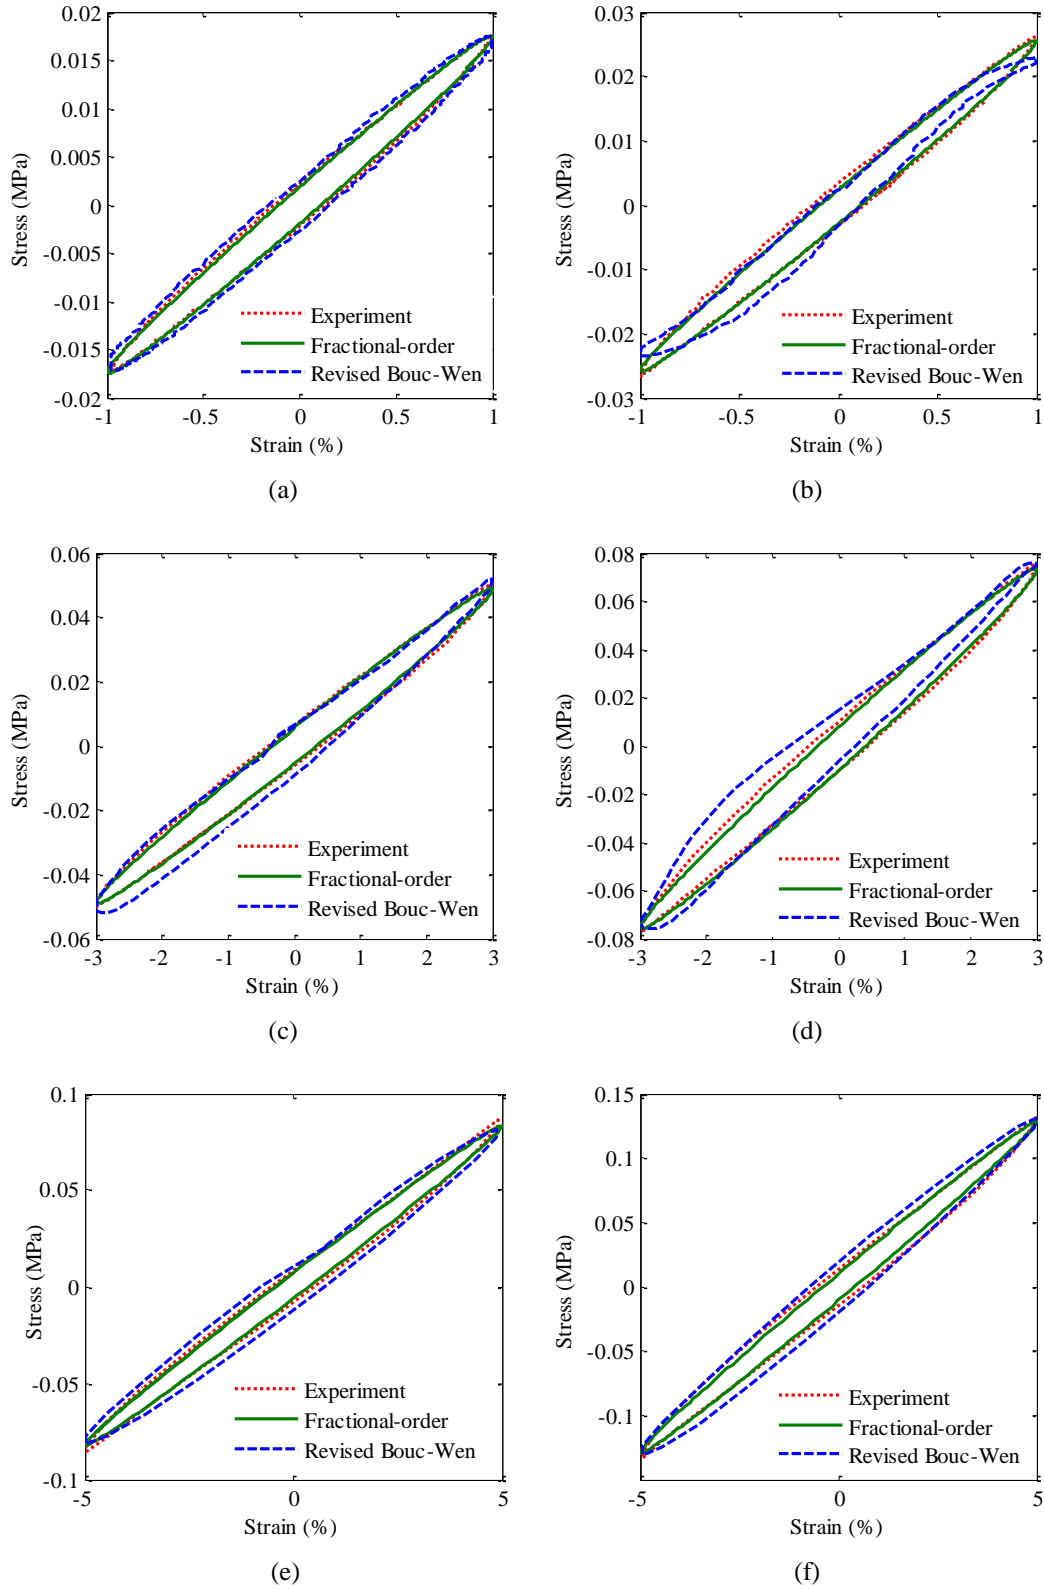 0.02
0.015
0.01
0.005
0
-0.005
-0.01
-0.015
-0.02
Stress (MPa)
Experiment
Fractional-order
Revised Bouc-Wen
-1 -0.5 0 0.5 1
Strain (%)
(a)
0.03
0.02
0.01
0
-0.01
-0.02
-0.03
Stress (MPa)
Experiment
Fractional-order
Revised Bouc-Wen
-1 -0.5 0 0.5 1
Strain (%)
(b)
0.06
0.04
0.02
0
-0.02
-0.04
-0.06
Stress (MPa)
Experiment
Fractional-order
Revised Bouc-Wen
-3 -2 -1 0 1 2 3
Strain (%)
(c)
0.08
0.06
0.04
0.02
0
-0.02
-0.04
-0.06
-0.08
Stress (MPa)
Experiment
Fractional-order
Revised Bouc-Wen
-3 -2 -1 0 1 2 3
Strain (%)
(d)
0.1
0.05
0
-0.05
-0.1
Stress (MPa)
Experiment
Fractional-order
Revised Bouc-Wen
-5 0 5
Strain (%)
(e)
0.15
0.1
0.05
0
-0.05
-0.1
Stress (MPa)
Experiment
Fractional-order
Revised Bouc-Wen
-5 0 5
Strain (%)
(f)